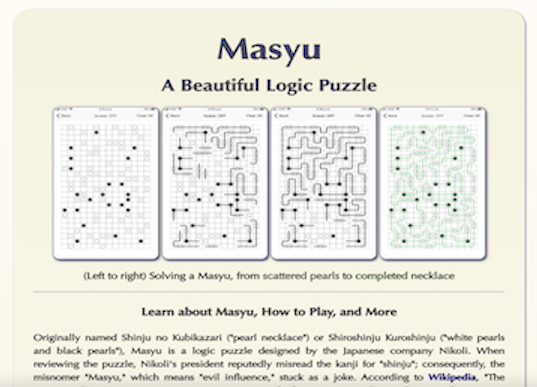 Masyu
A Beautiful Logic Puzzle
(Left to right) Solving a Masyu, from scattered pearls to completed necklace
Learn about Masyu, How to Play, and More
Originally named Shinju no Kubikazari ("pearl necklace") or Shiroshinju Kuroshinju ("white pearls
and black pearls"), Masyu is a logic puzzle designed by the Japanese company Nikoli. When
reviewing the puzzle, Nikoli's president reputedly misread the kanji for "shinju"; consequently, the
misnomer "Masyu," which means "evil influence," stuck as a joke. According to Wikipedia, "The